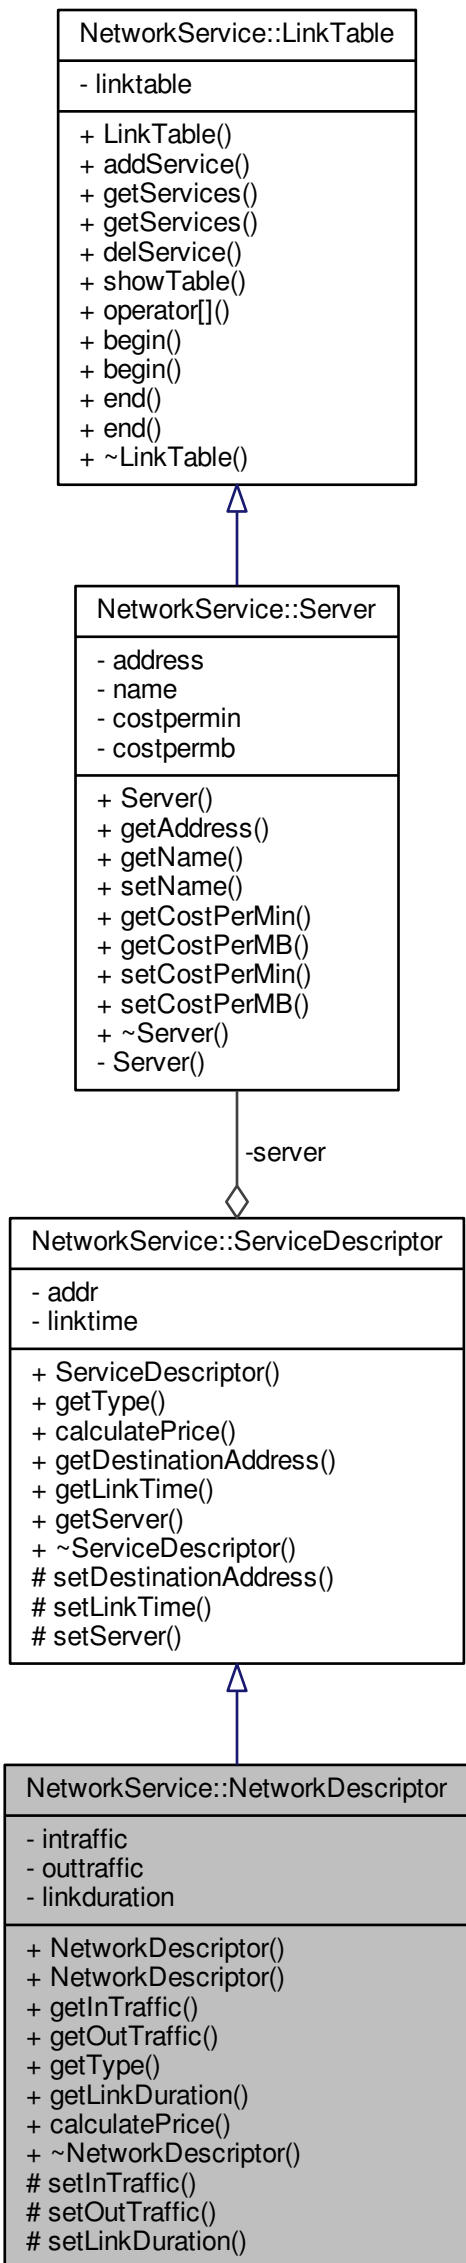 NetworkService::LinkTable
- linktable
+ LinkTable()
+ addService()
+ getServices()
+ getServices()
+ delService()
+ showTable()
+ operator[]()
+ begin()
+ begin()
+ end()
+ end()
+ ~LinkTable()
NetworkService::Server
- address
- name
- costpermin
- costpermb
+ Server()
+ getAddress()
+ getName()
+ setName()
+ getCostPerMin()
+ getCostPerMB()
+ setCostPerMin()
+ setCostPerMB()
+ ~Server()
- Server()
-server
NetworkService::ServiceDescriptor
- addr
- linktime
+ ServiceDescriptor()
+ getType()
+ calculatePrice()
+ getDestinationAddress()
+ getLinkTime()
+ getServer()
+ ~ServiceDescriptor()
# setDestinationAddress()
# setLinkTime()
# setServer()
NetworkService::NetworkDescriptor
- intraffic
- outtraffic
- linkduration
+ NetworkDescriptor()
+ NetworkDescriptor()
+ getInTraffic()
+ getOutTraffic()
+ getType()
+ getLinkDuration()
+ calculatePrice()
+ ~NetworkDescriptor()
# setInTraffic()
# setOutTraffic()
# setLinkDuration()